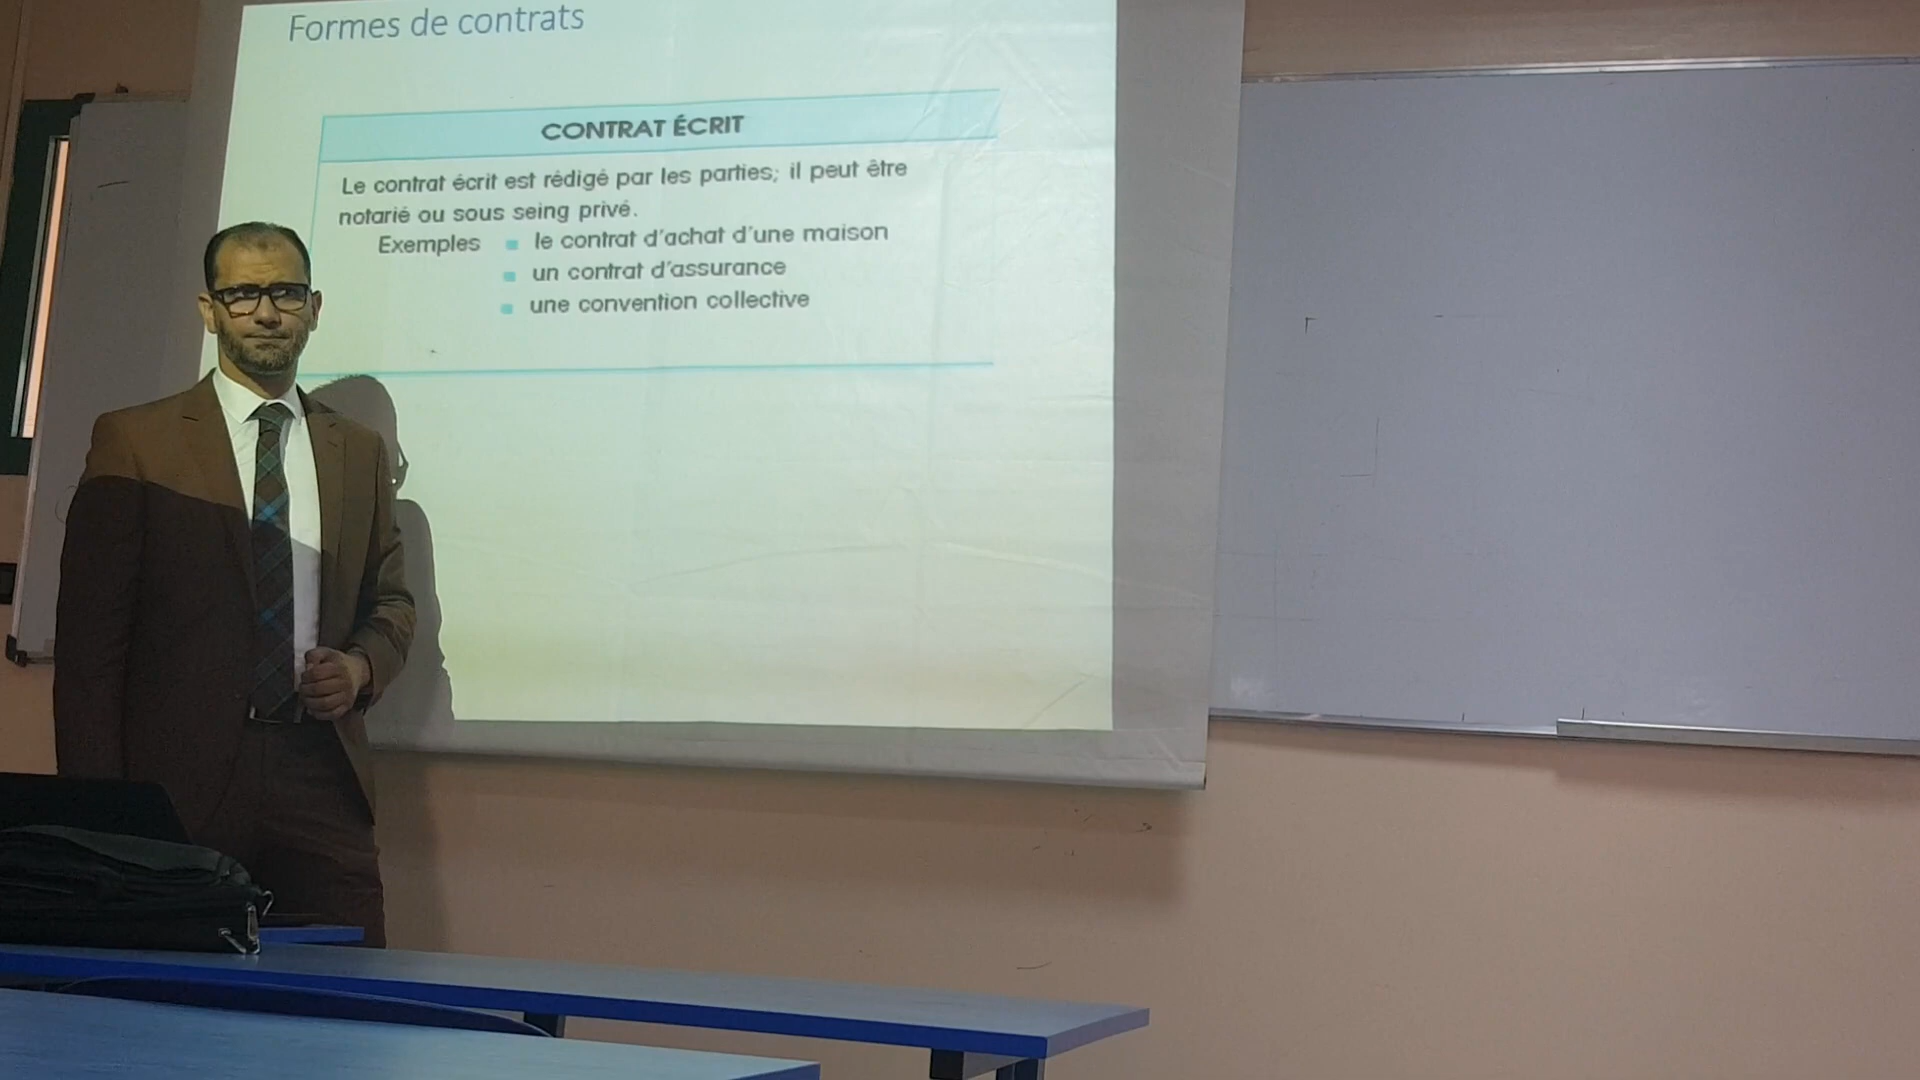 Formes de contrats
CONTRAT ÉCRIT
Le contrat écrit est rédigé par les parties; il peut être
notarié ou sous seing privé.
Exemples ▪ le contrat d'achat d'une maison
▪ un contrat d'assurance
▪ une convention collective